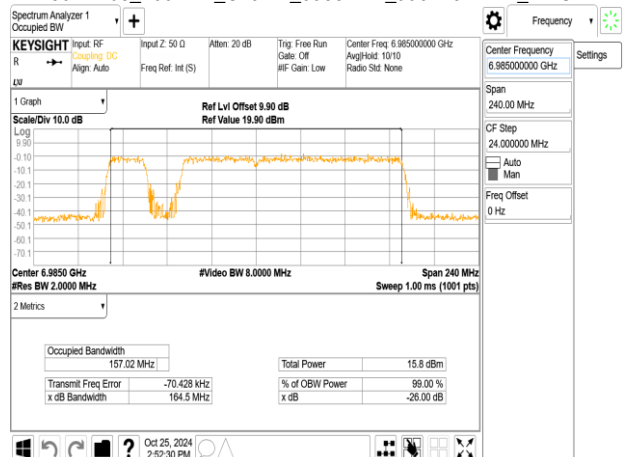 Spectrum Analyzer 1
Occupied BW
Frequency
KEYSIGHT
R
Input: RF
Coupling: DC
Align: Auto
Input Z: 50 Ω
Freq Ref: Int (S)
Atten: 20 dB
Trig: Free Run
Gate: Off
#IF Gain: Low
Center Freq: 6.985000000 GHz
Avg|Hold: 10/10
Radio Std: None
1 Graph
Scale/Div 10.0 dB
Ref Lvl Offset 9.90 dB
Ref Value 19.90 dBm
Log
9.90
-0.10
-10.1
-20.1
-30.1
-40.1
-50.1
-60.1
-70.1
Center 6.9850 GHz
#Res BW 2.0000 MHz
#Video BW 8.0000 MHz
Span 240 MHz
Sweep 1.00 ms (1001 pts)
2 Metrics
Occupied Bandwidth
157.02 MHz
Transmit Freq Error -70.428 kHz
x dB Bandwidth 164.5 MHz
Total Power 15.8 dBm
% of OBW Power 99.00 %
x dB -26.00 dB
Oct 25, 2024
2:52:30 PM
Center Frequency
6.985000000 GHz
Settings
Span
240.00 MHz
CF Step
24.000000 MHz
Auto
Man
Freq Offset
0 Hz